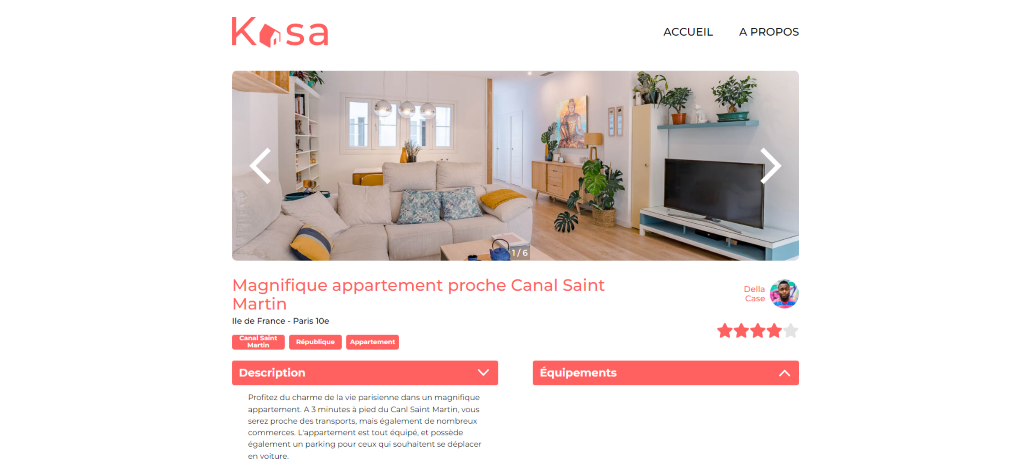 Kasa
ACCUEIL
A PROPOS
1 / 6
Magnifique appartement proche Canal Saint
Martin
Ile de France - Paris 10e
Della
Case
Canal Saint
Martin
République
Appartement
Description
Équipements
Profitez du charme de la vie parisienne dans un magnifique
appartement. A 3 minutes à pied du Canl Saint Martin, vous
serez proche des transports, mais également de nombreux
commerces. L'appartement est tout équipé, et possède
également un parking pour ceux qui souhaitent se déplacer
en voiture.